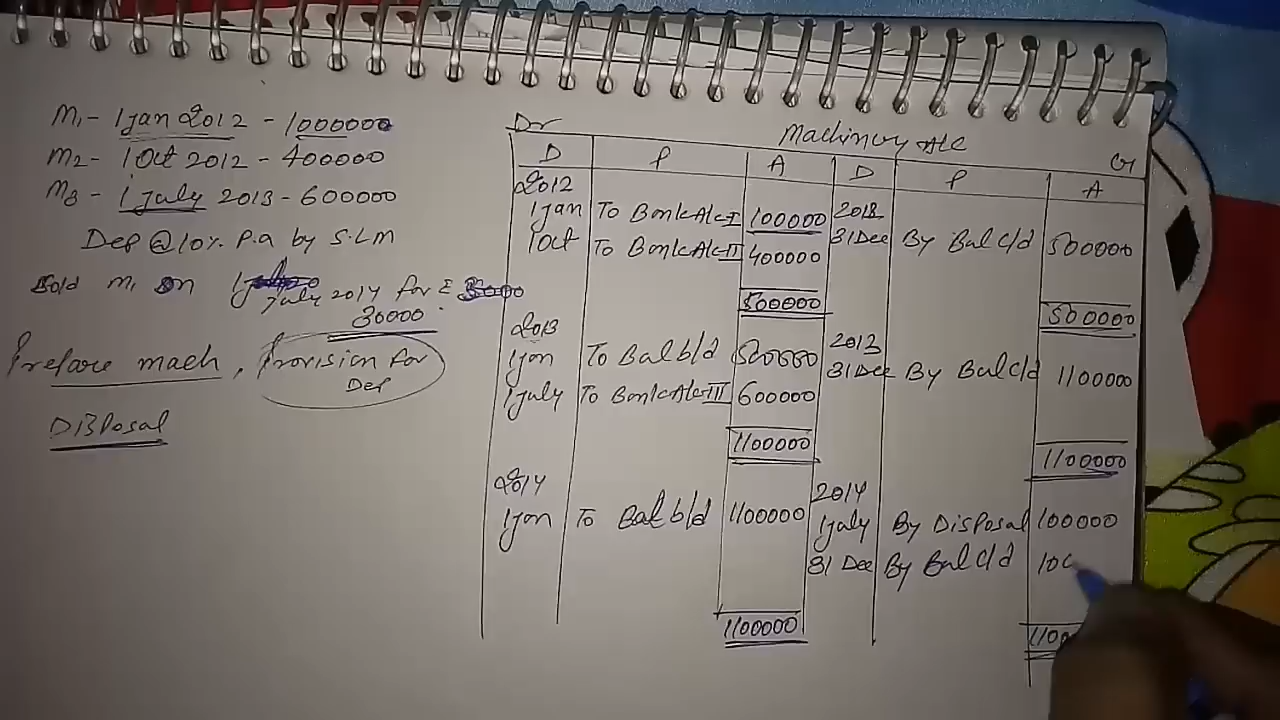 M1 - 1 jan 2012 - 1000000
M2 - 1 Oct 2012 - 400000
M3 - 1 july 2013 - 600000
Dep @ 10%. P.a by S.L.M
Sold M1 on 1 july 2014 for
30000
Prepare mach, Provision for
Dep
Disposal
Dr Machinery A/c Cr
D P A D P A
2012
1 jan To Bank A/c I 100000 2012
1 Oct To Bank A/c II 400000 31 Dec By Bal c/d 500000
500000 500000
2013
1 jan To Bal b/d 500000 2013
31 Dec By Bal c/d 1100000
1 july To Bank A/c III 600000
1100000 1100000
2014 2014
1 jan To Bal b/d 1100000 1 july By Disposal 100000
31 Dec By Bal c/d 100
1100000 110